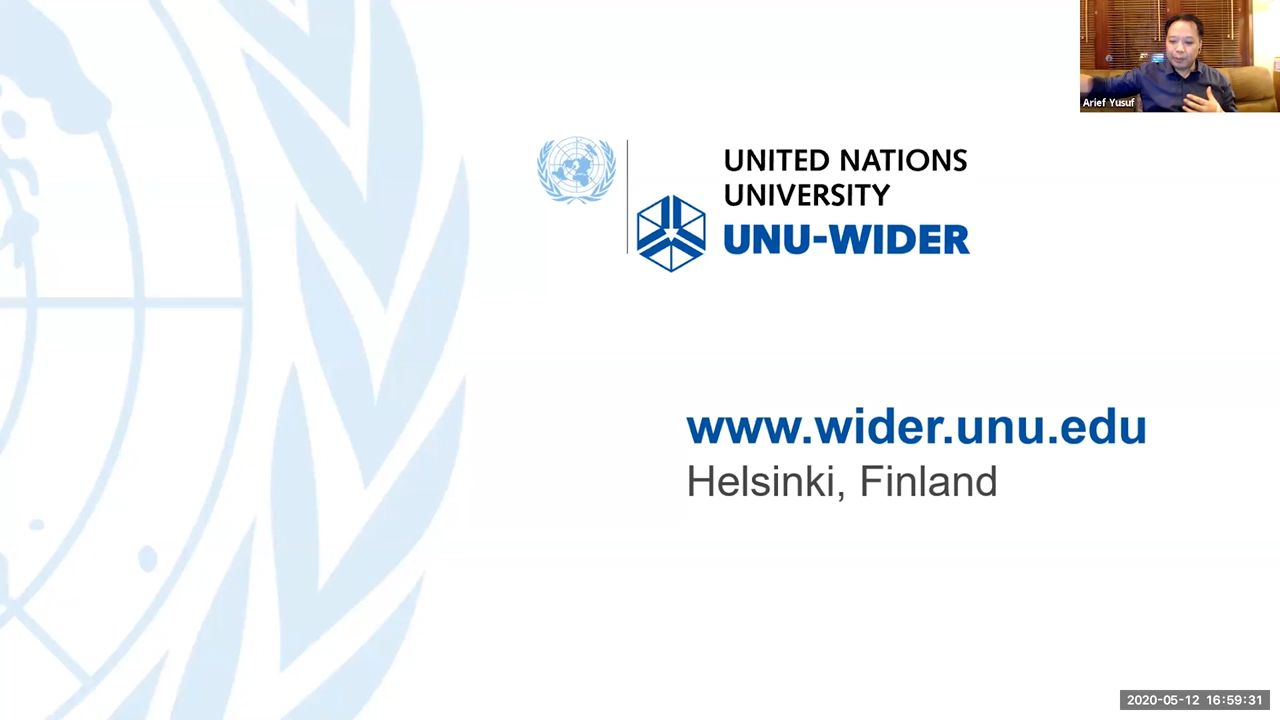 Arief Yusuf
UNITED NATIONS
UNIVERSITY
UNU-WIDER
www.wider.unu.edu
Helsinki, Finland
2020-05-12 16:59:31